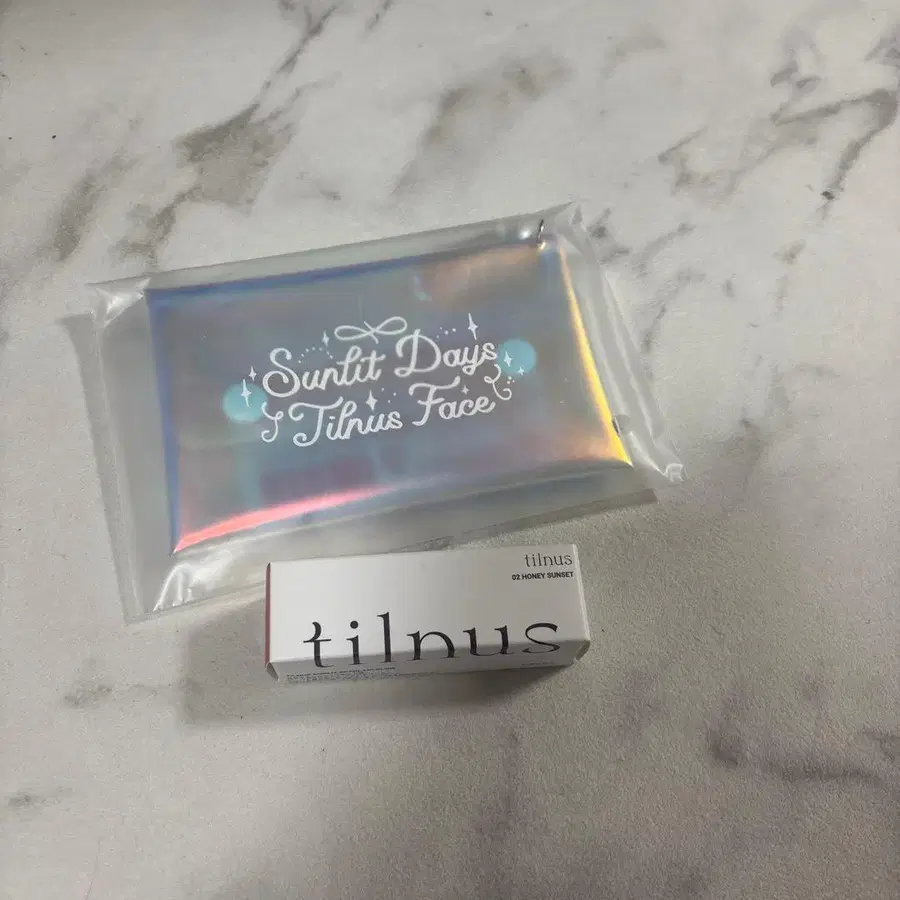 Sunlit Days
Tilnus Face
tilnus
02 HONEY SUNSET
tilnus